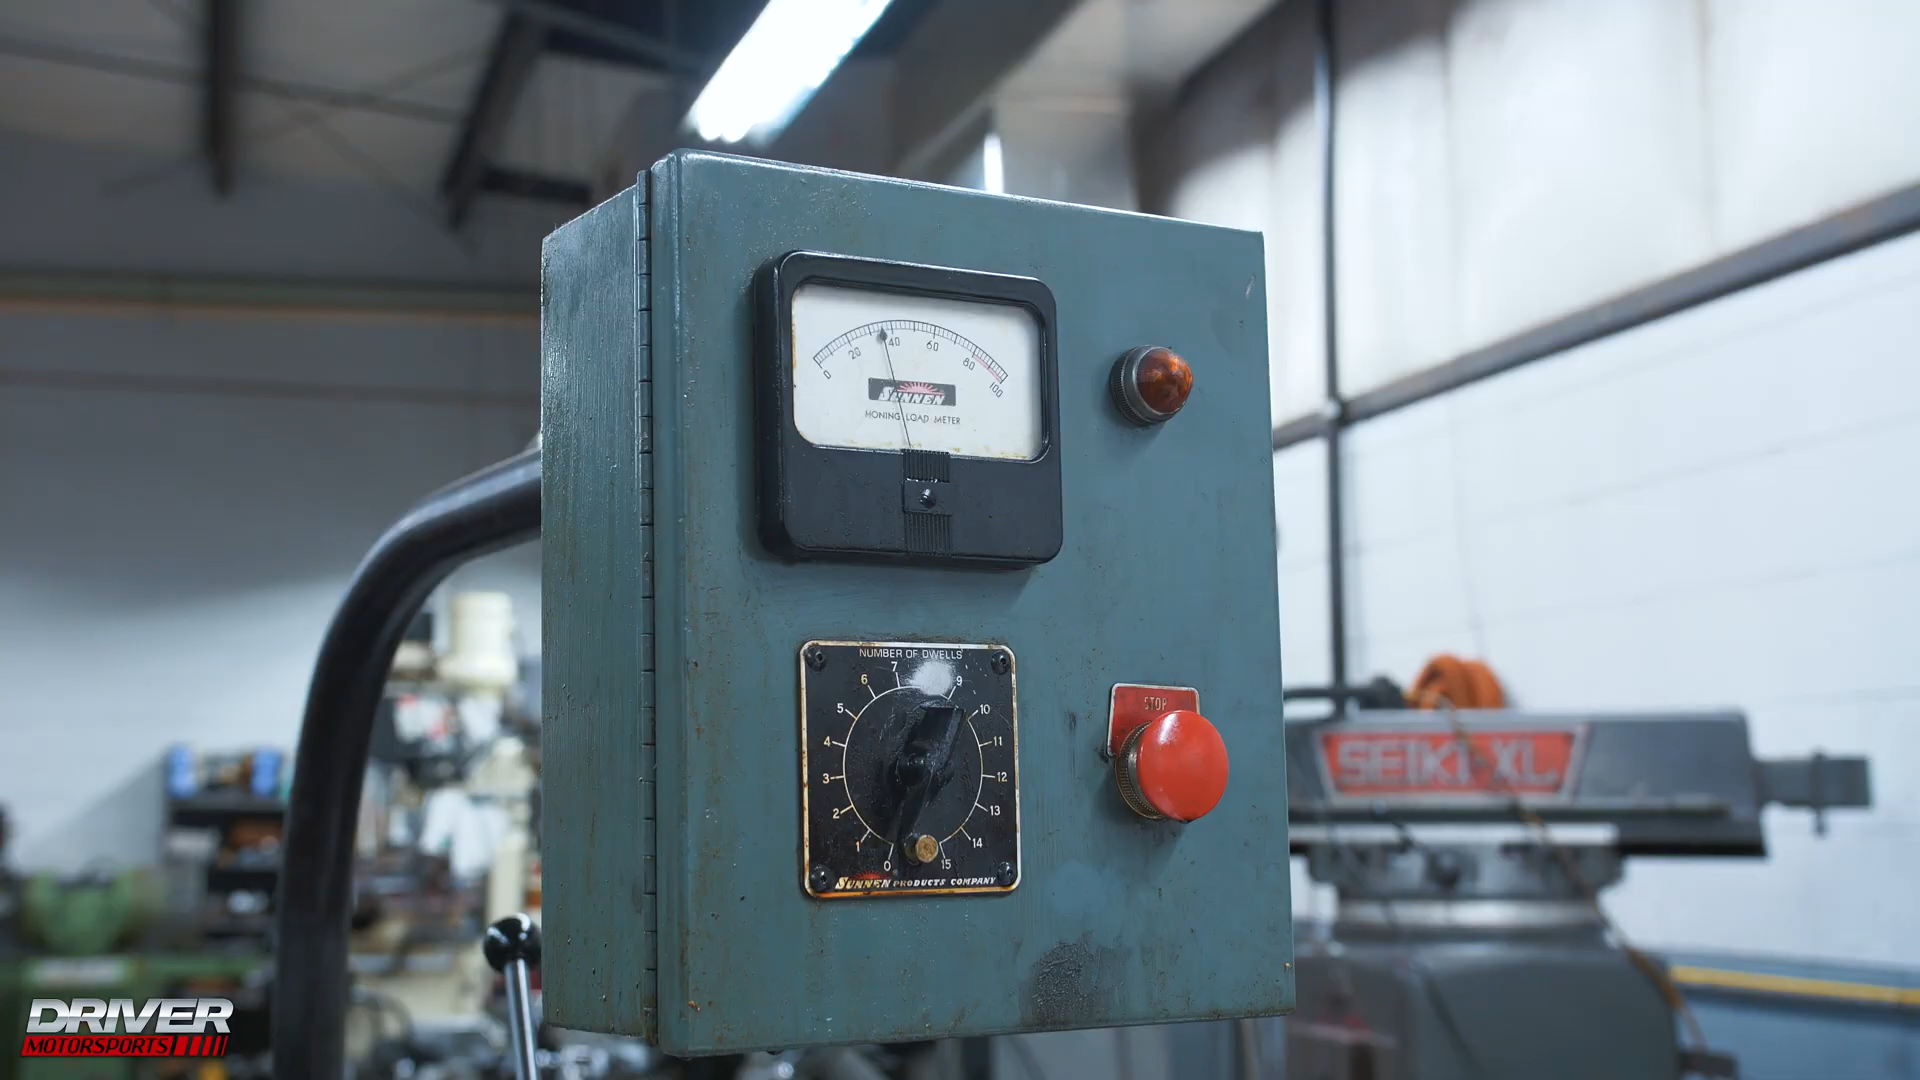 0 20 40 60 80 100
SUNNEN
HONING LOAD METER
NUMBER OF DWELLS
0 1 2 3 4 5 6 7 9 10 11 12 13 14 15
SUNNEN PRODUCTS COMPANY
STOP
SEIKI-XL
DRIVER
MOTORSPORTS